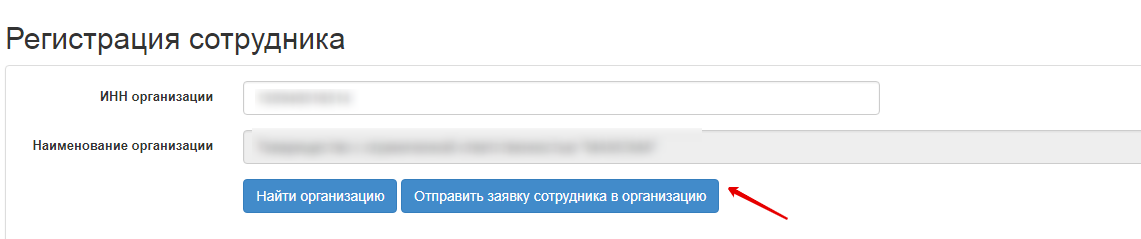 Регистрация сотрудника
ИНН организации
Наименование организации
Найти организацию Отправить заявку сотрудника в организацию